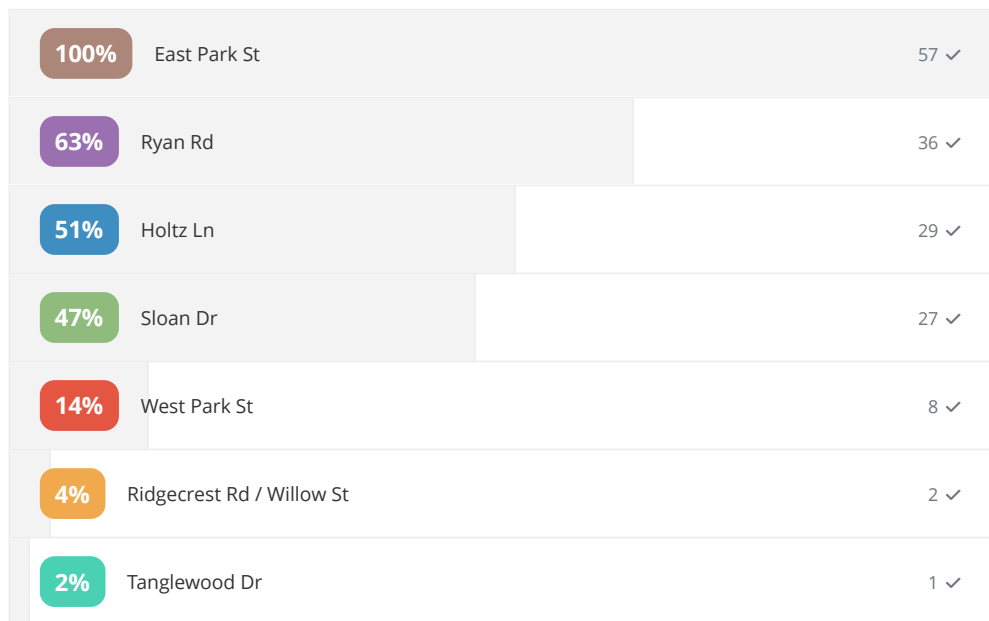 100% East Park St 57
63% Ryan Rd 36
51% Holtz Ln 29
47% Sloan Dr 27
14% West Park St 8
4% Ridgecrest Rd / Willow St 2
2% Tanglewood Dr 1